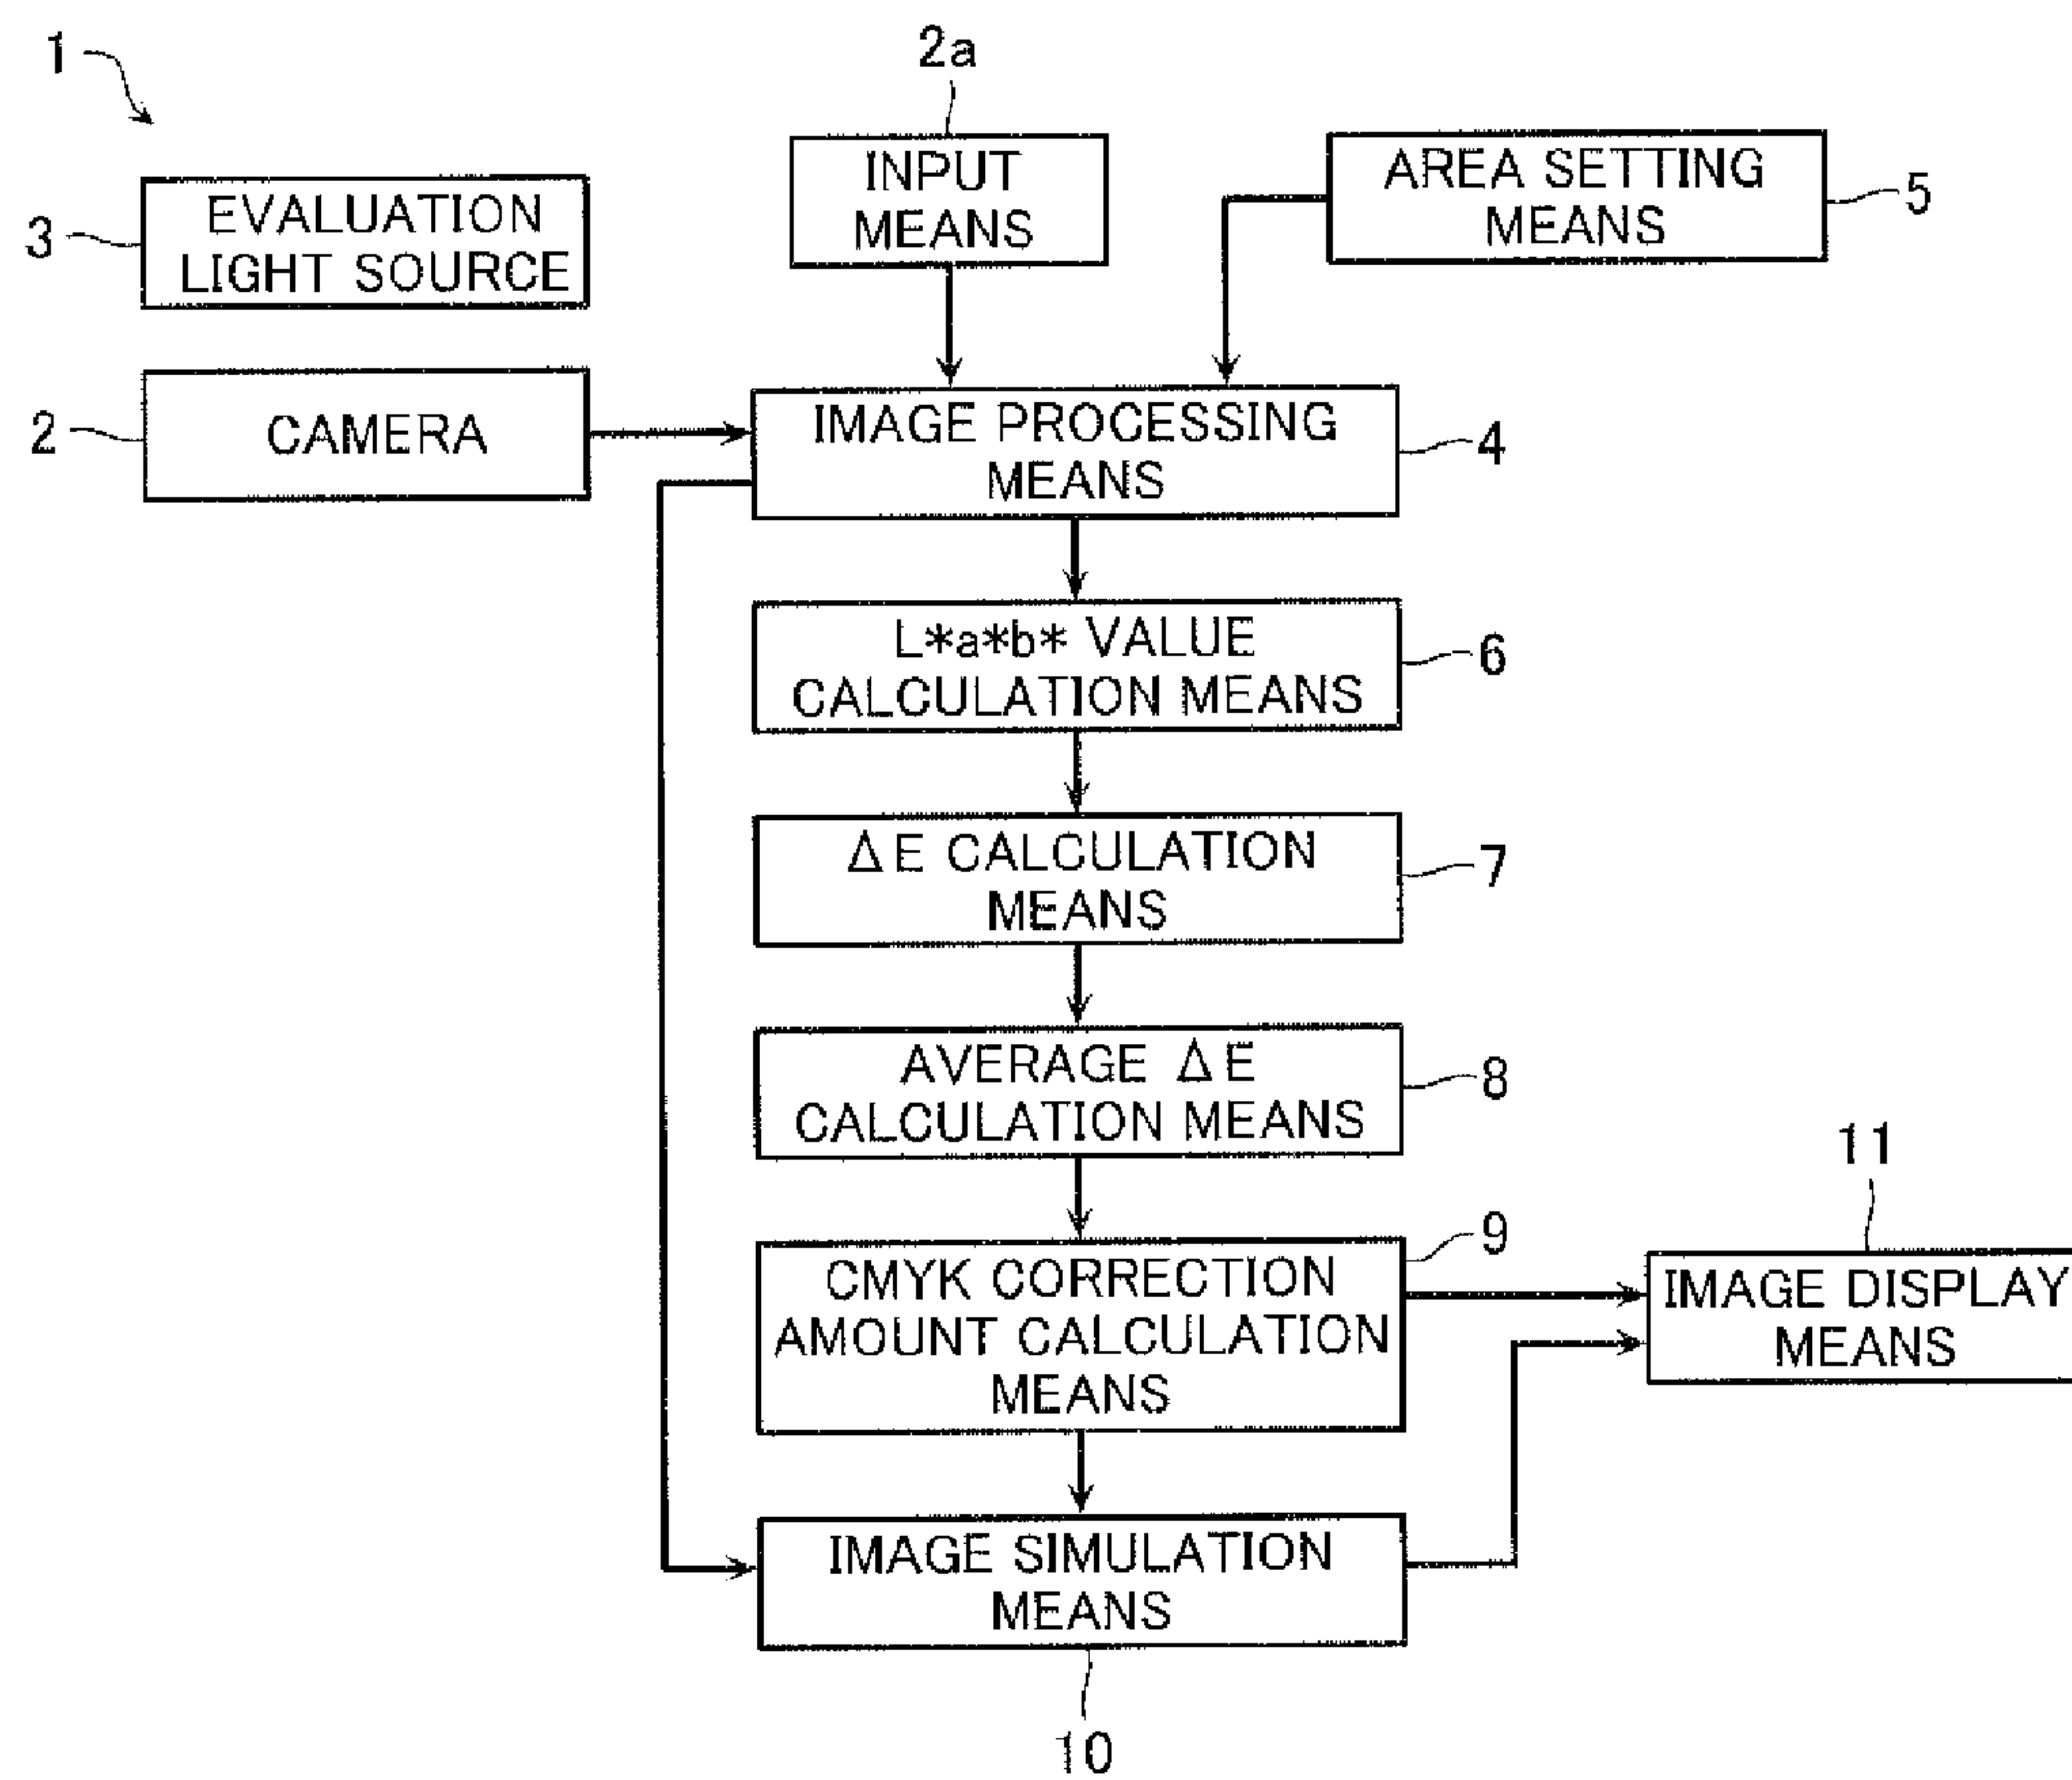 1
2a
INPUT
MEANS
AREA SETTING
MEANS
5
3
EVALUATION
LIGHT SOURCE
2
CAMERA
IMAGE PROCESSING
MEANS
4
L*a*b* VALUE
CALCULATION MEANS
6
ΔE CALCULATION
MEANS
7
AVERAGE ΔE
CALCULATION MEANS
8
CMYK CORRECTION
AMOUNT CALCULATION
MEANS
9
11
IMAGE DISPLAY
MEANS
IMAGE SIMULATION
MEANS
10